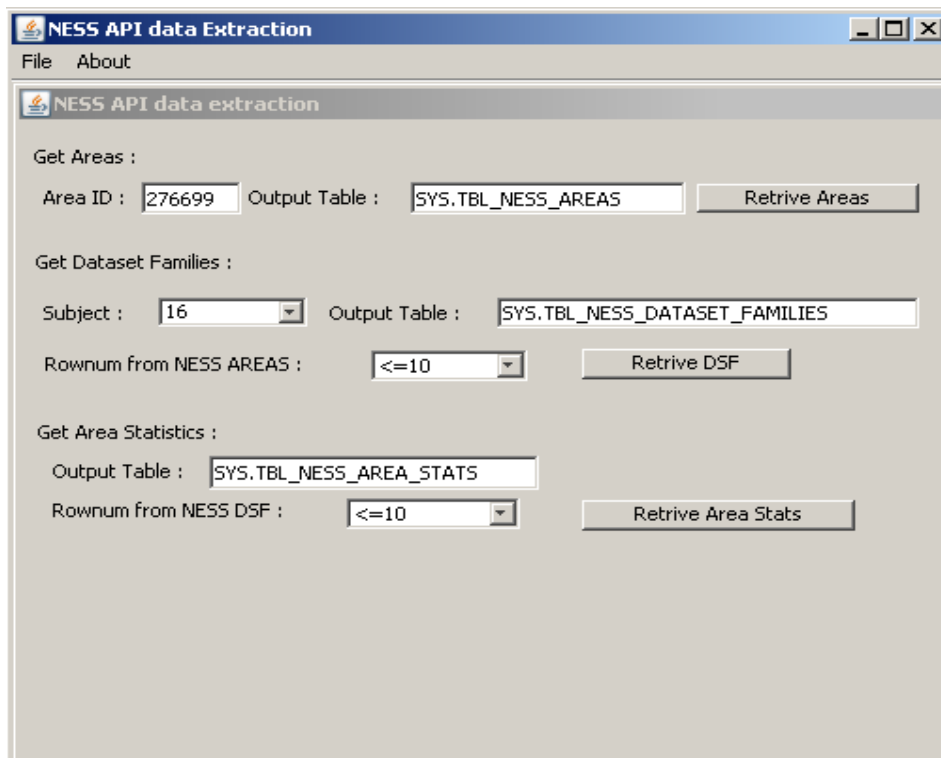 NESS API data Extraction
File About
NESS API data extraction
Get Areas :
Area ID : 276699 Output Table : SYS.TBL_NESS_AREAS Retrive Areas
Get Dataset Families :
Subject : 16 Output Table : SYS.TBL_NESS_DATASET_FAMILIES
Rownum from NESS AREAS : <=10 Retrive DSF
Get Area Statistics :
Output Table : SYS.TBL_NESS_AREA_STATS
Rownum from NESS DSF : <=10 Retrive Area Stats